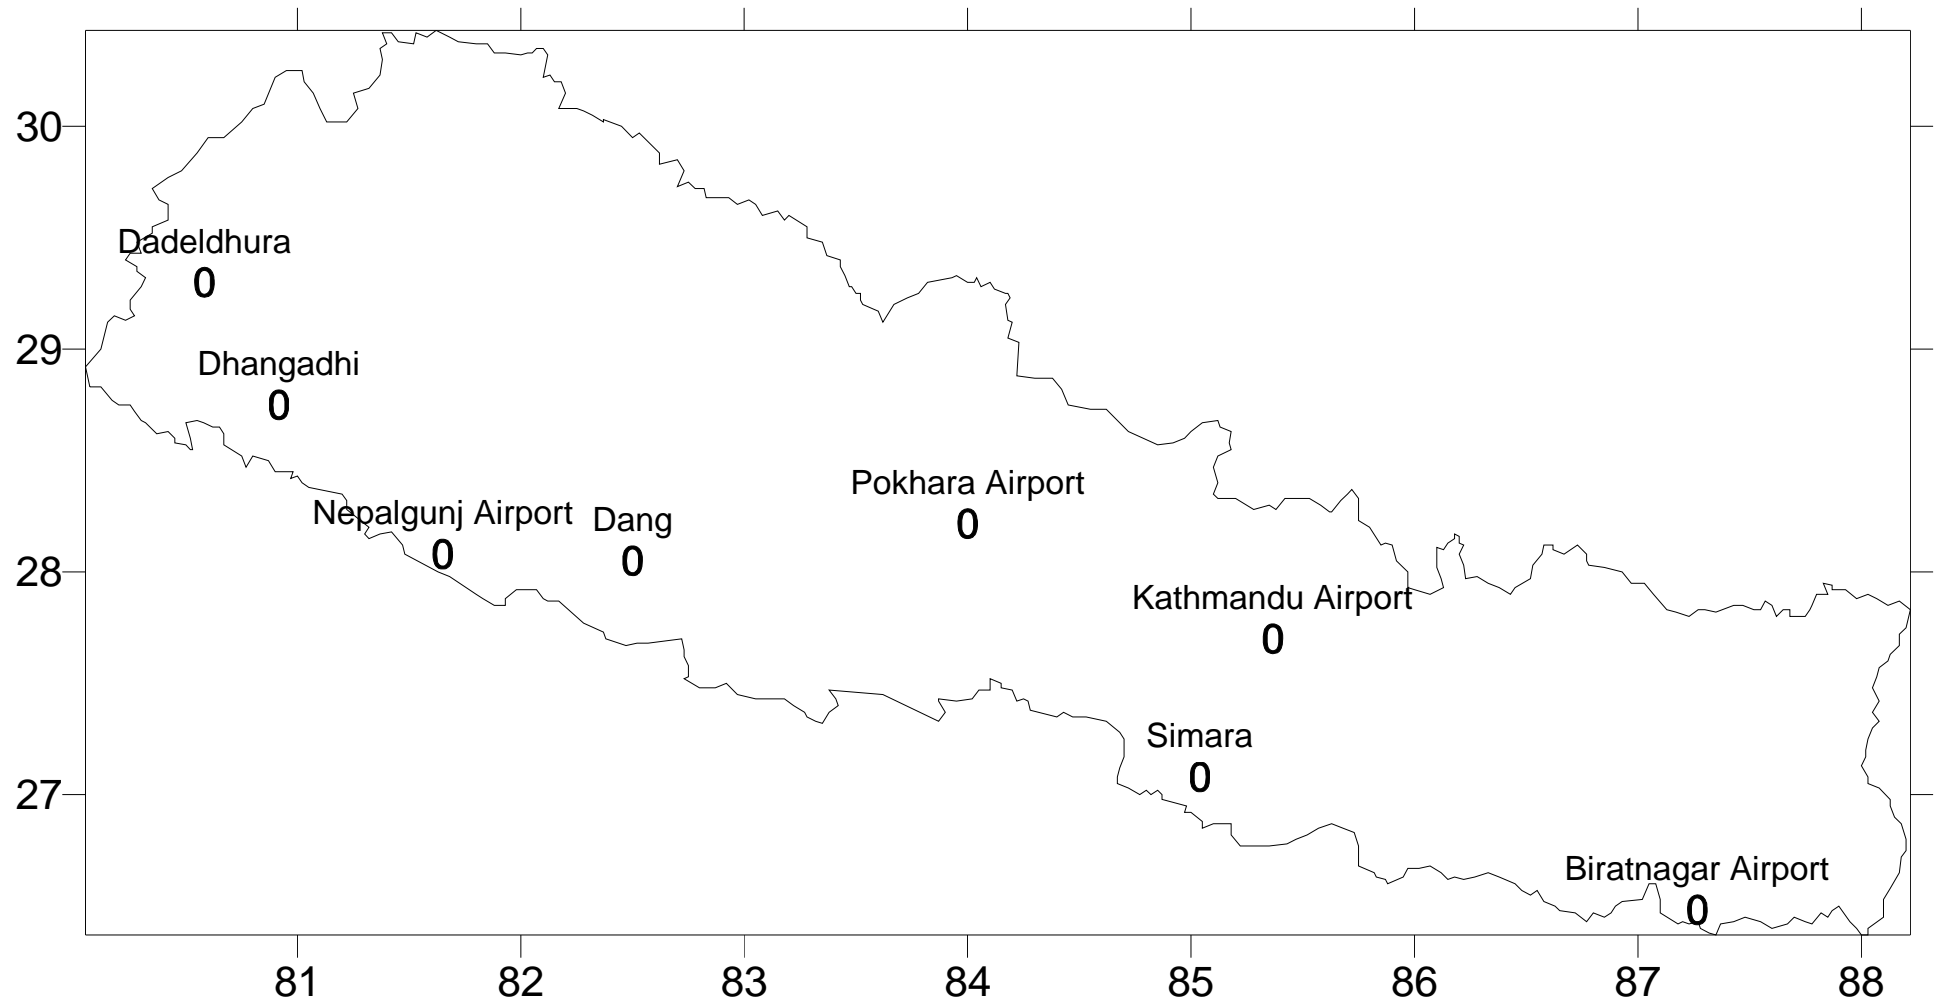 30
Dadeldhura
0
29
Dhangadhi
0
Pokhara Airport
0
Nepalgunj Airport
0
Dang
0
28
Kathmandu Airport
0
Simara
0
27
Biratnagar Airport
0
81 82 83 84 85 86 87 88